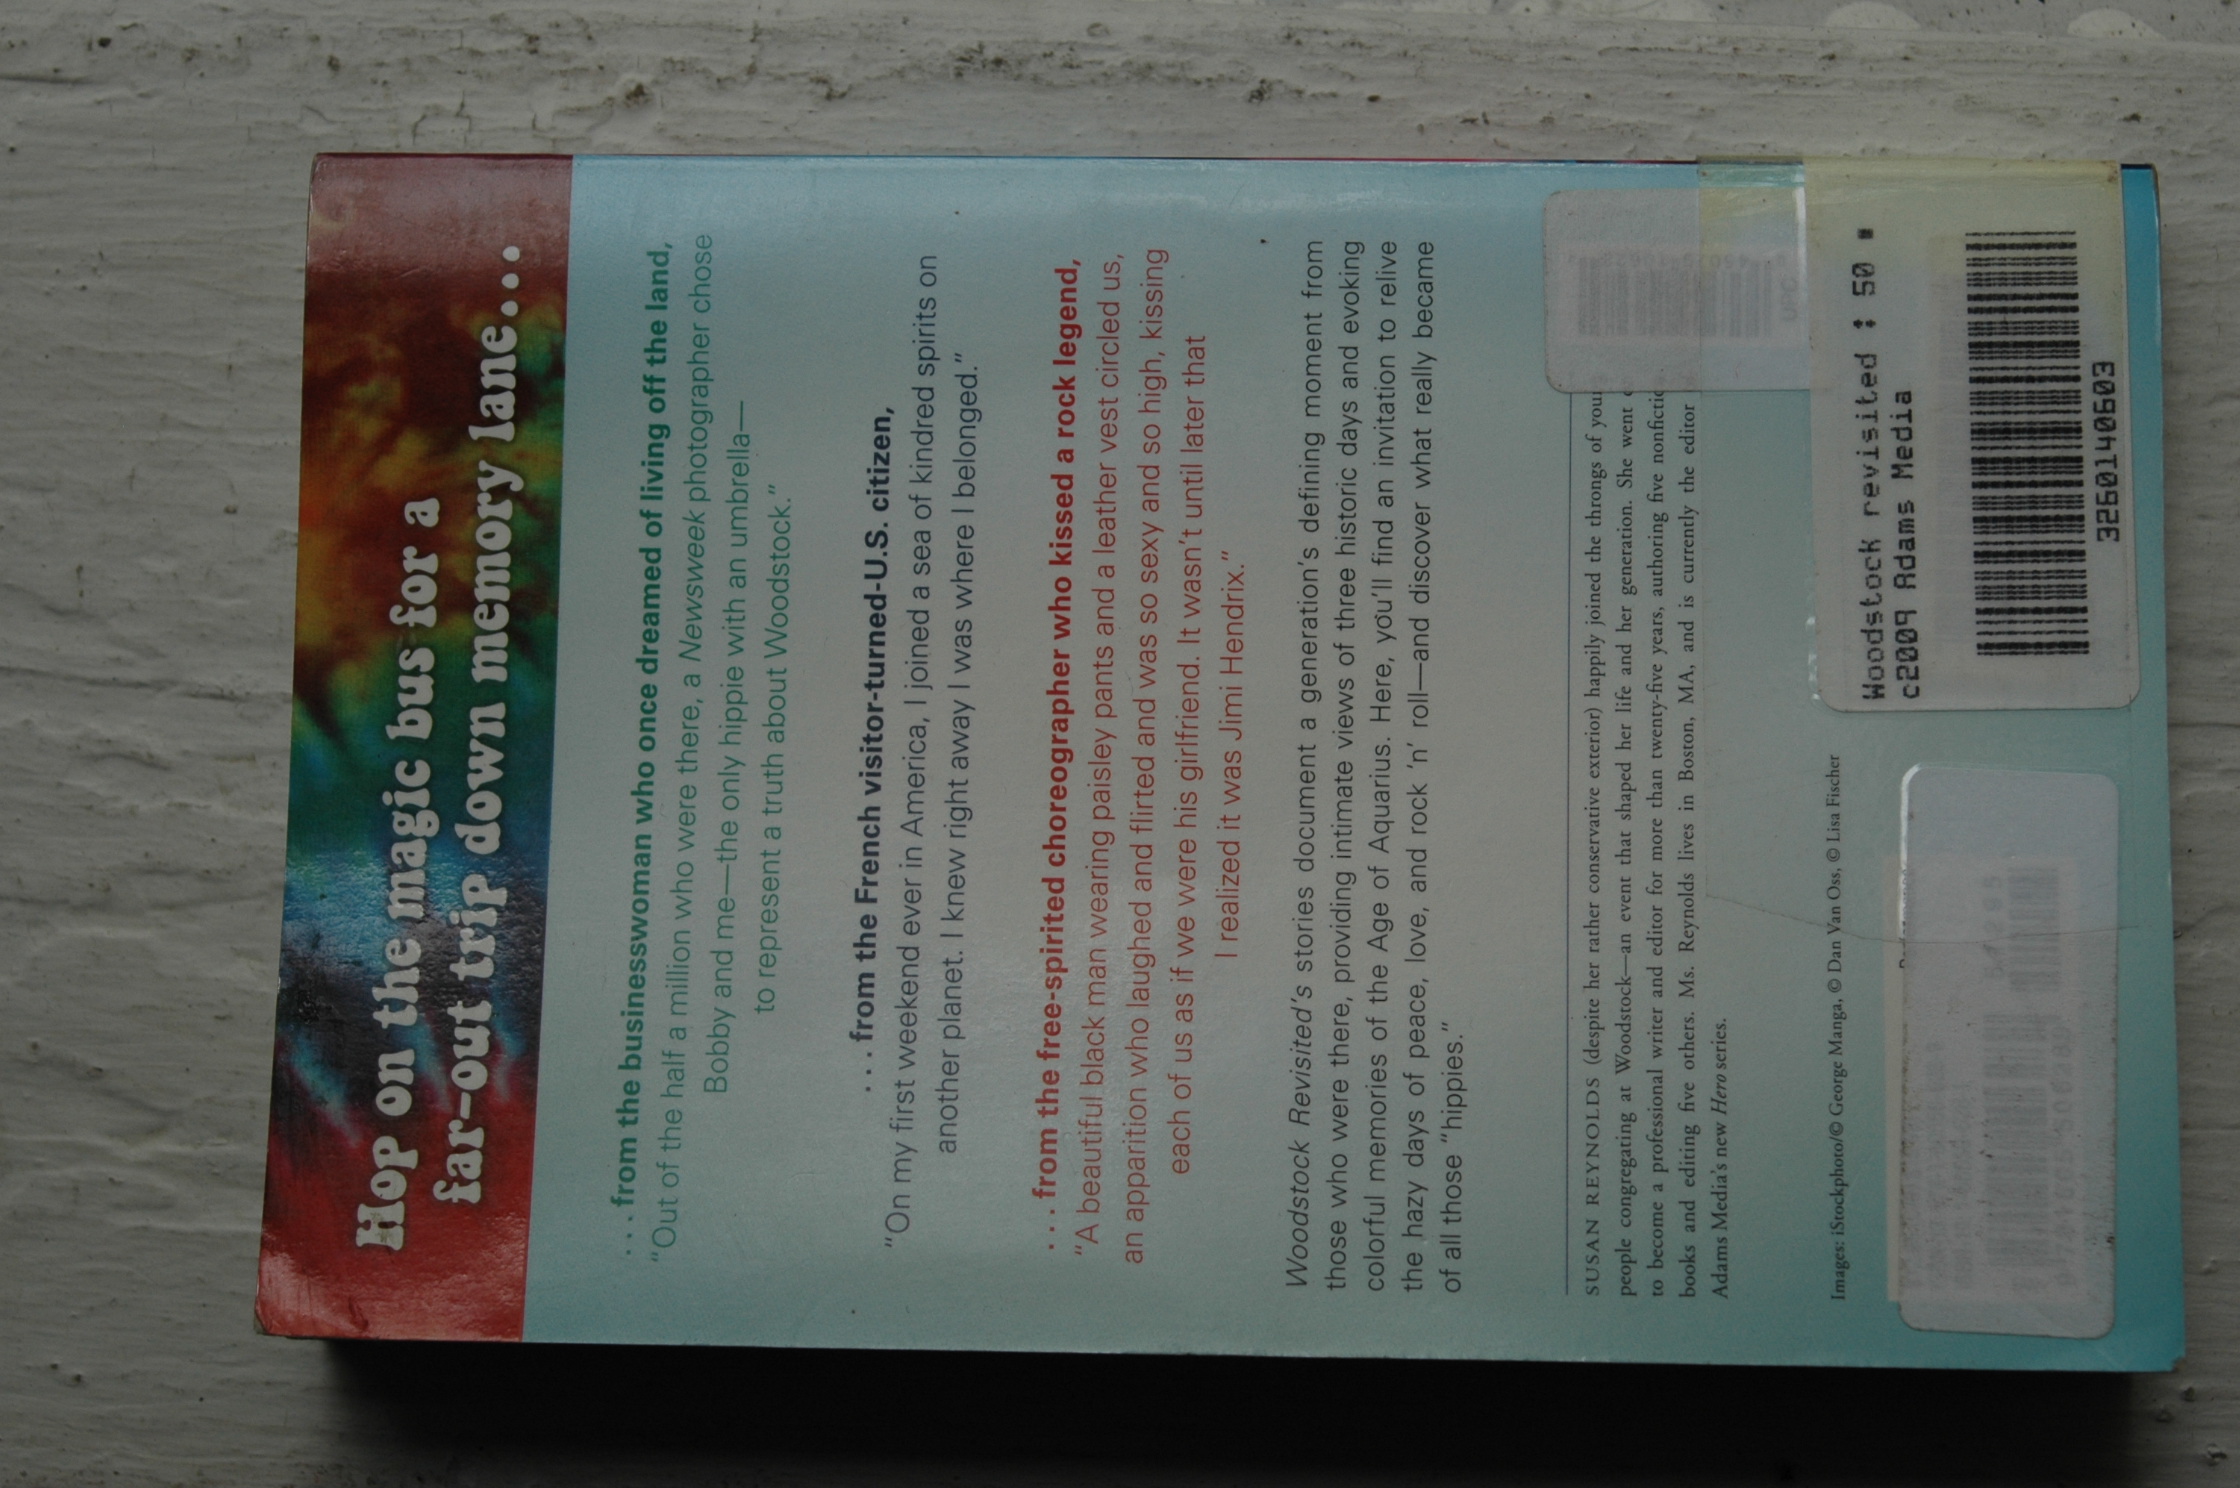 Hop on the magic bus for a
far-out trip down memory lane...
...from the businesswoman who once dreamed of living off the land,
“Out of the half a million who were there, a Newsweek photographer chose
Bobby and me—the only hippie with an umbrella—
to represent a truth about Woodstock.”
...from the French visitor-turned-U.S. citizen,
“On my first weekend ever in America, I joined a sea of kindred spirits on
another planet. I knew right away I was where I belonged.”
...from the free-spirited choreographer who kissed a rock legend,
“A beautiful black man wearing paisley pants and a leather vest circled us,
an apparition who laughed and flirted and was so sexy and so high, kissing
each of us as if we were his girlfriend. It wasn’t until later that
I realized it was Jimi Hendrix.”
Woodstock Revisited’s stories document a generation’s defining moment from
those who were there, providing intimate views of three historic days and evoking
colorful memories of the Age of Aquarius. Here, you’ll find an invitation to relive
the hazy days of peace, love, and rock ’n’ roll—and discover what really became
of all those “hippies.”
SUSAN REYNOLDS (despite her rather conservative exterior) happily joined the throngs of
people congregating at Woodstock—an event that shaped her life and her generation. She went
to become a professional writer and editor for more than twenty-five years, authoring five
books and editing five others. Ms. Reynolds lives in Boston, MA, and is currently the editor
Adams Media’s new Hero series.
Images: iStockphoto/© George Manga, © Dan Van Oss, © Lisa Fischer
Woodstock revisited : 50
c2009 Adams Media
32601140603